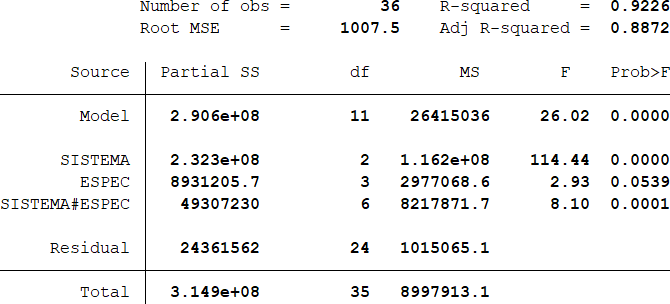 Number of obs = 36 R-squared = 0.9226
Root MSE = 1007.5 Adj R-squared = 0.8872
Source Partial SS df MS F Prob>F
Model 2.906e+08 11 26415036 26.02 0.0000
SISTEMA 2.323e+08 2 1.162e+08 114.44 0.0000
ESPEC 8931205.7 3 2977068.6 2.93 0.0539
SISTEMA#ESPEC 49307230 6 8217871.7 8.10 0.0001
Residual 24361562 24 1015065.1
Total 3.149e+08 35 8997913.1